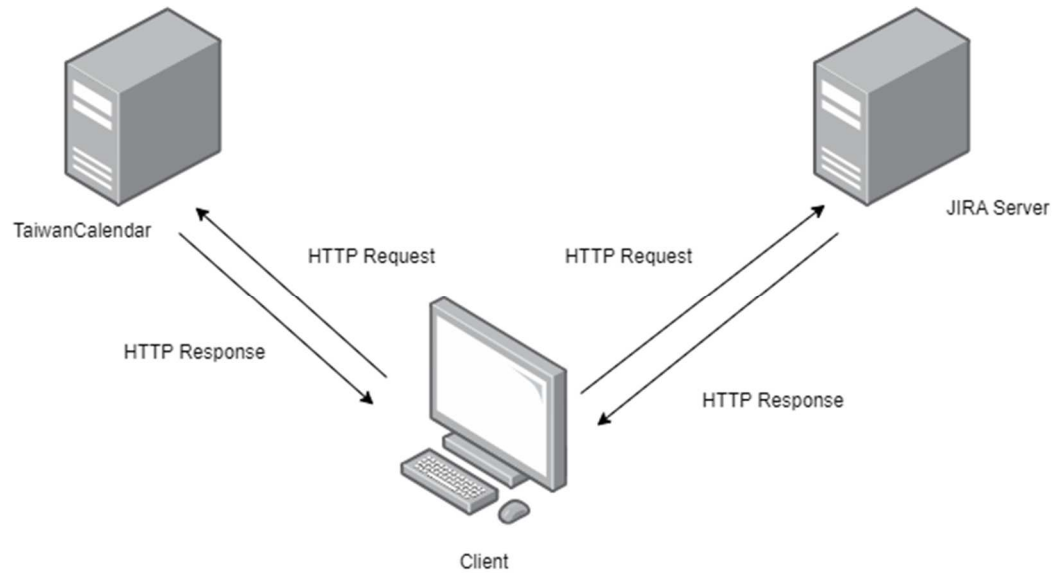 TaiwanCalendar
JIRA Server
HTTP Request
HTTP Request
HTTP Response
HTTP Response
Client